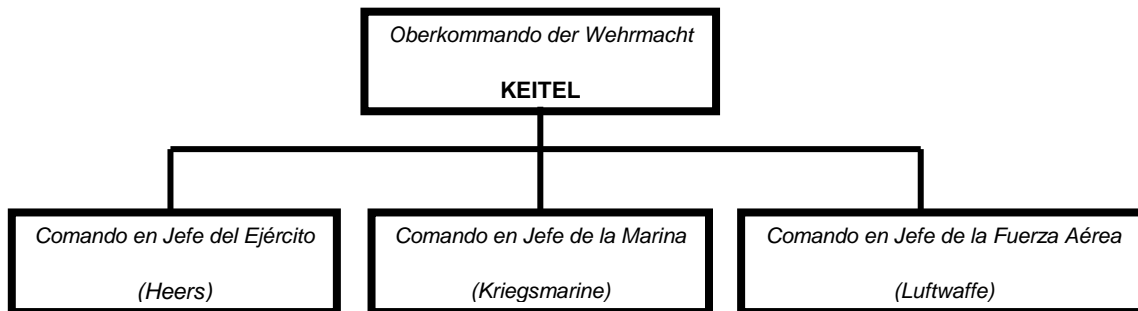 Oberkommando der Wehrmacht
KEITEL
Comando en Jefe del Ejército
(Heers)
Comando en Jefe de la Marina
(Kriegsmarine)
Comando en Jefe de la Fuerza Aérea
(Luftwaffe)